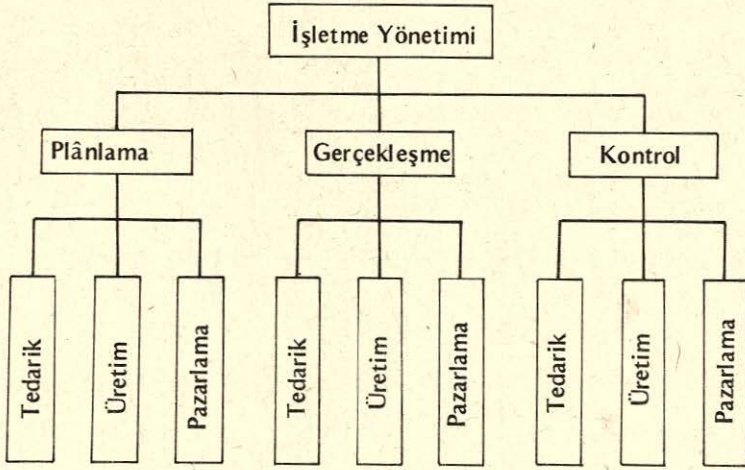 İşletme Yönetimi
Plânlama
Gerçekleşme
Kontrol
Tedarik
Üretim
Pazarlama
Tedarik
Üretim
Pazarlama
Tedarik
Üretim
Pazarlama